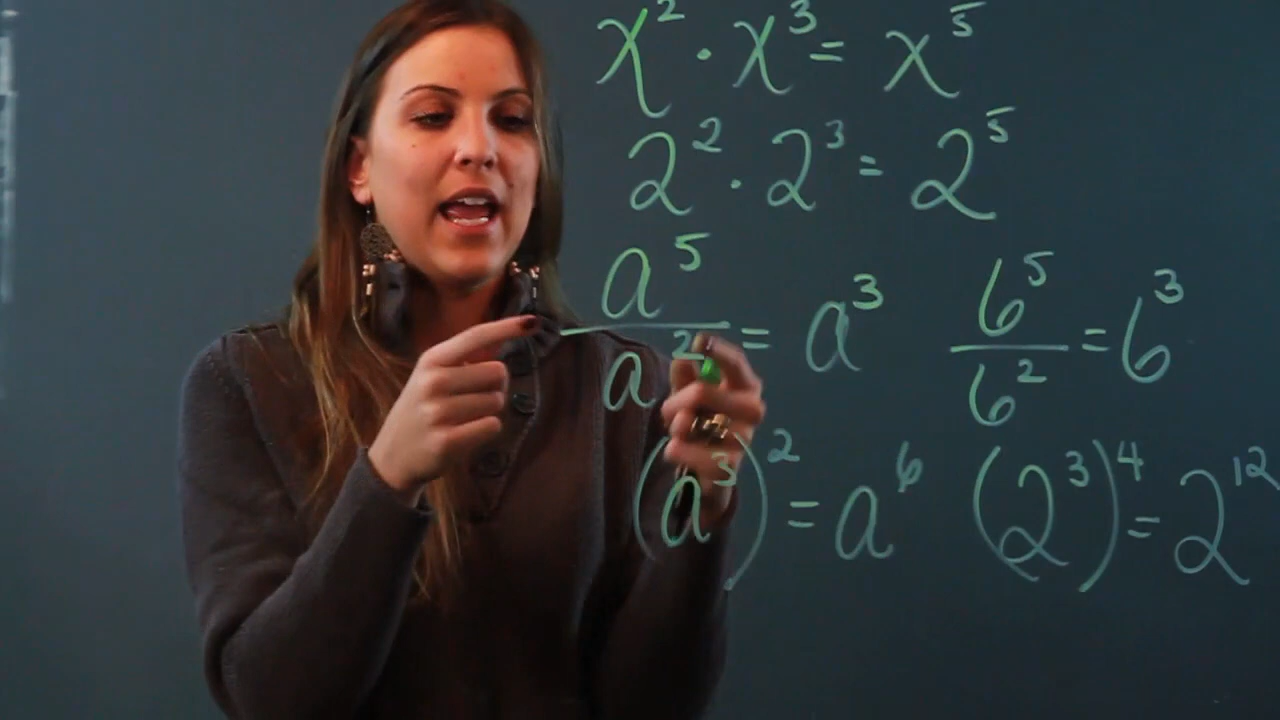 x² · x³ = x⁵
2² · 2³ = 2⁵
a⁵/a² = a³   6⁵/6² = 6³
(a³)² = a⁶   (2³)⁴ = 2¹²